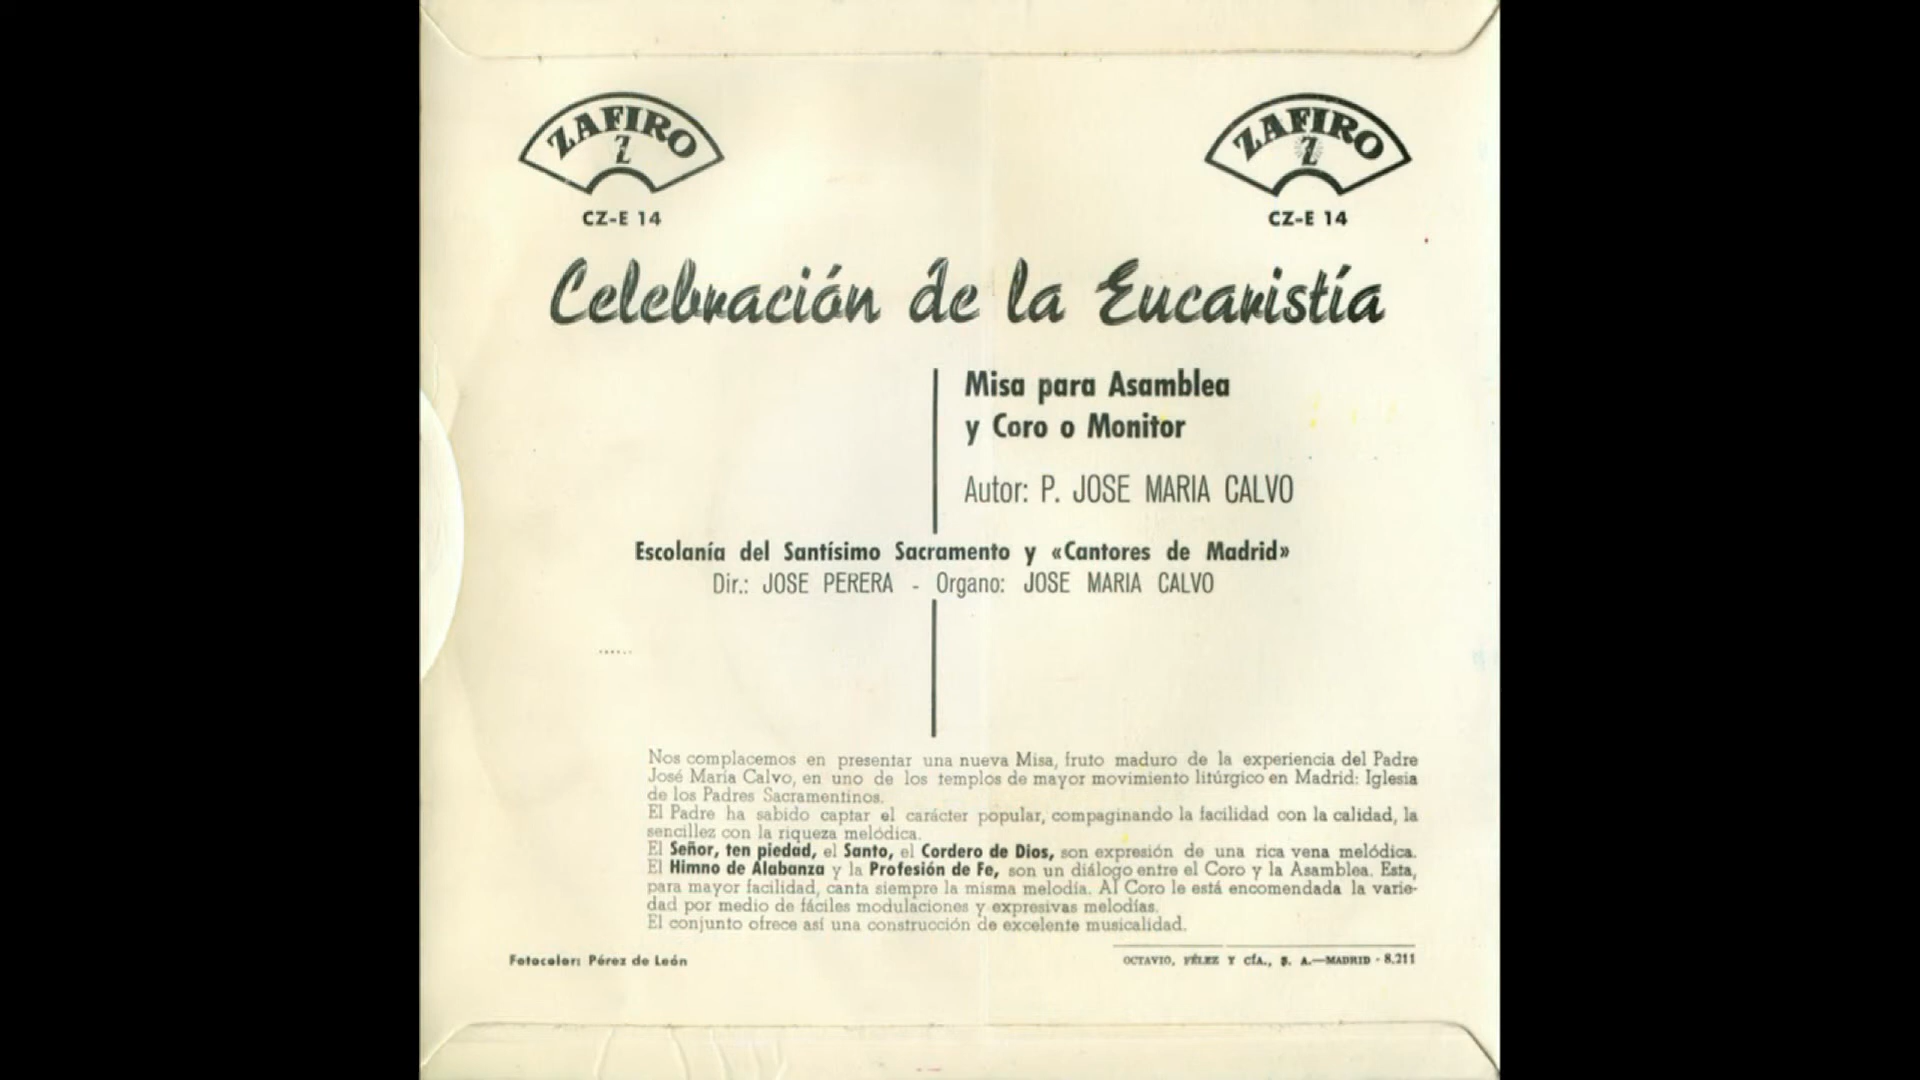 ZAFIRO
Z
CZ-E 14
ZAFIRO
Z
CZ-E 14
Celebración de la Eucaristía
Misa para Asamblea
y Coro o Monitor
Autor: P. JOSE MARIA CALVO
Escolanía del Santísimo Sacramento y «Cantores de Madrid»
Dir.: JOSE PERERA - Organo: JOSE MARIA CALVO
Nos complacemos en presentar una nueva Misa, fruto maduro de la experiencia del Padre
José María Calvo, en uno de los templos de mayor movimiento litúrgico en Madrid: Iglesia
de los Padres Sacramentinos.
El Padre ha sabido captar el carácter popular, compaginando la facilidad con la calidad, la
sencillez con la riqueza melódica.
El Señor, ten piedad, el Santo, el Cordero de Dios, son expresión de una rica vena melódica.
El Himno de Alabanza y la Profesión de Fe, son un diálogo entre el Coro y la Asamblea. Esta,
para mayor facilidad, canta siempre la misma melodía. Al Coro le está encomendada la varie-
dad por medio de fáciles modulaciones y expresivas melodías.
El conjunto ofrece así una construcción de excelente musicalidad.
Fotocolor: Pérez de León
OCTAVIO, FÉLEZ Y CÍA., S. A.—MADRID - 8.211